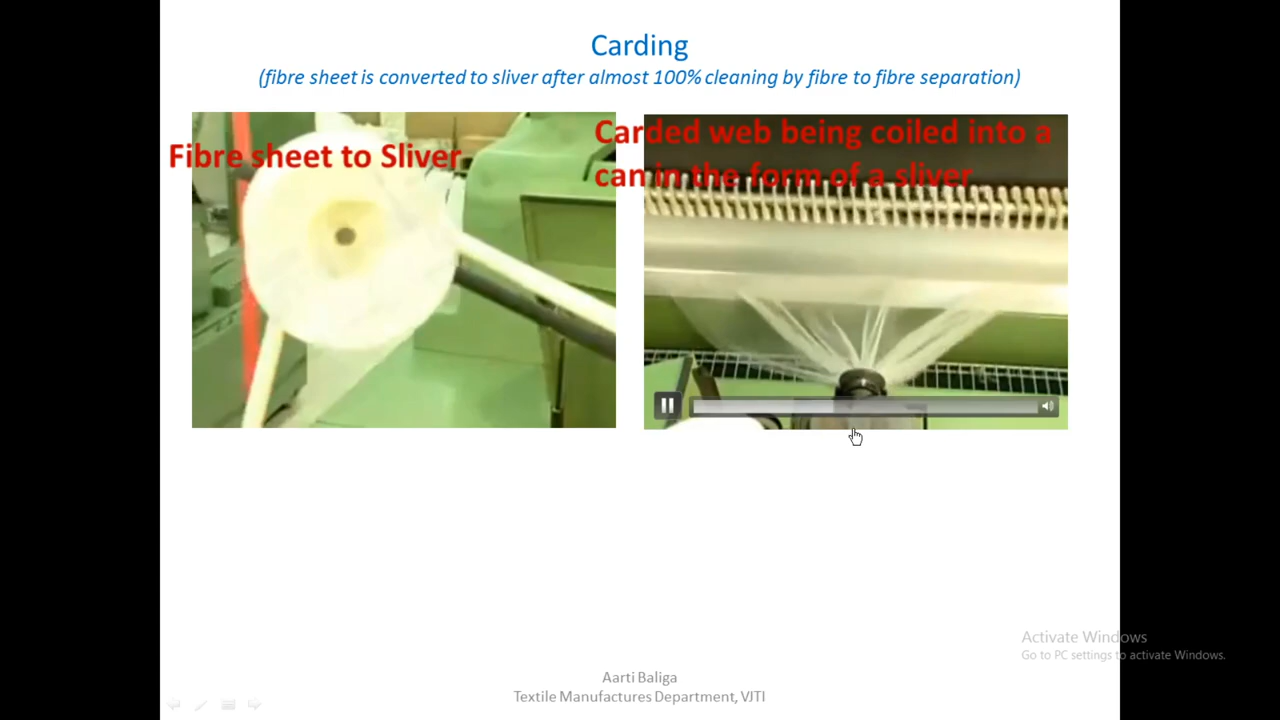 Carding
(fibre sheet is converted to sliver after almost 100% cleaning by fibre to fibre separation)
Fibre sheet to Sliver
Carded web being coiled into a
can in the form of a sliver
Activate Windows
Go to PC settings to activate Windows.
Aarti Baliga
Textile Manufactures Department, VJTI